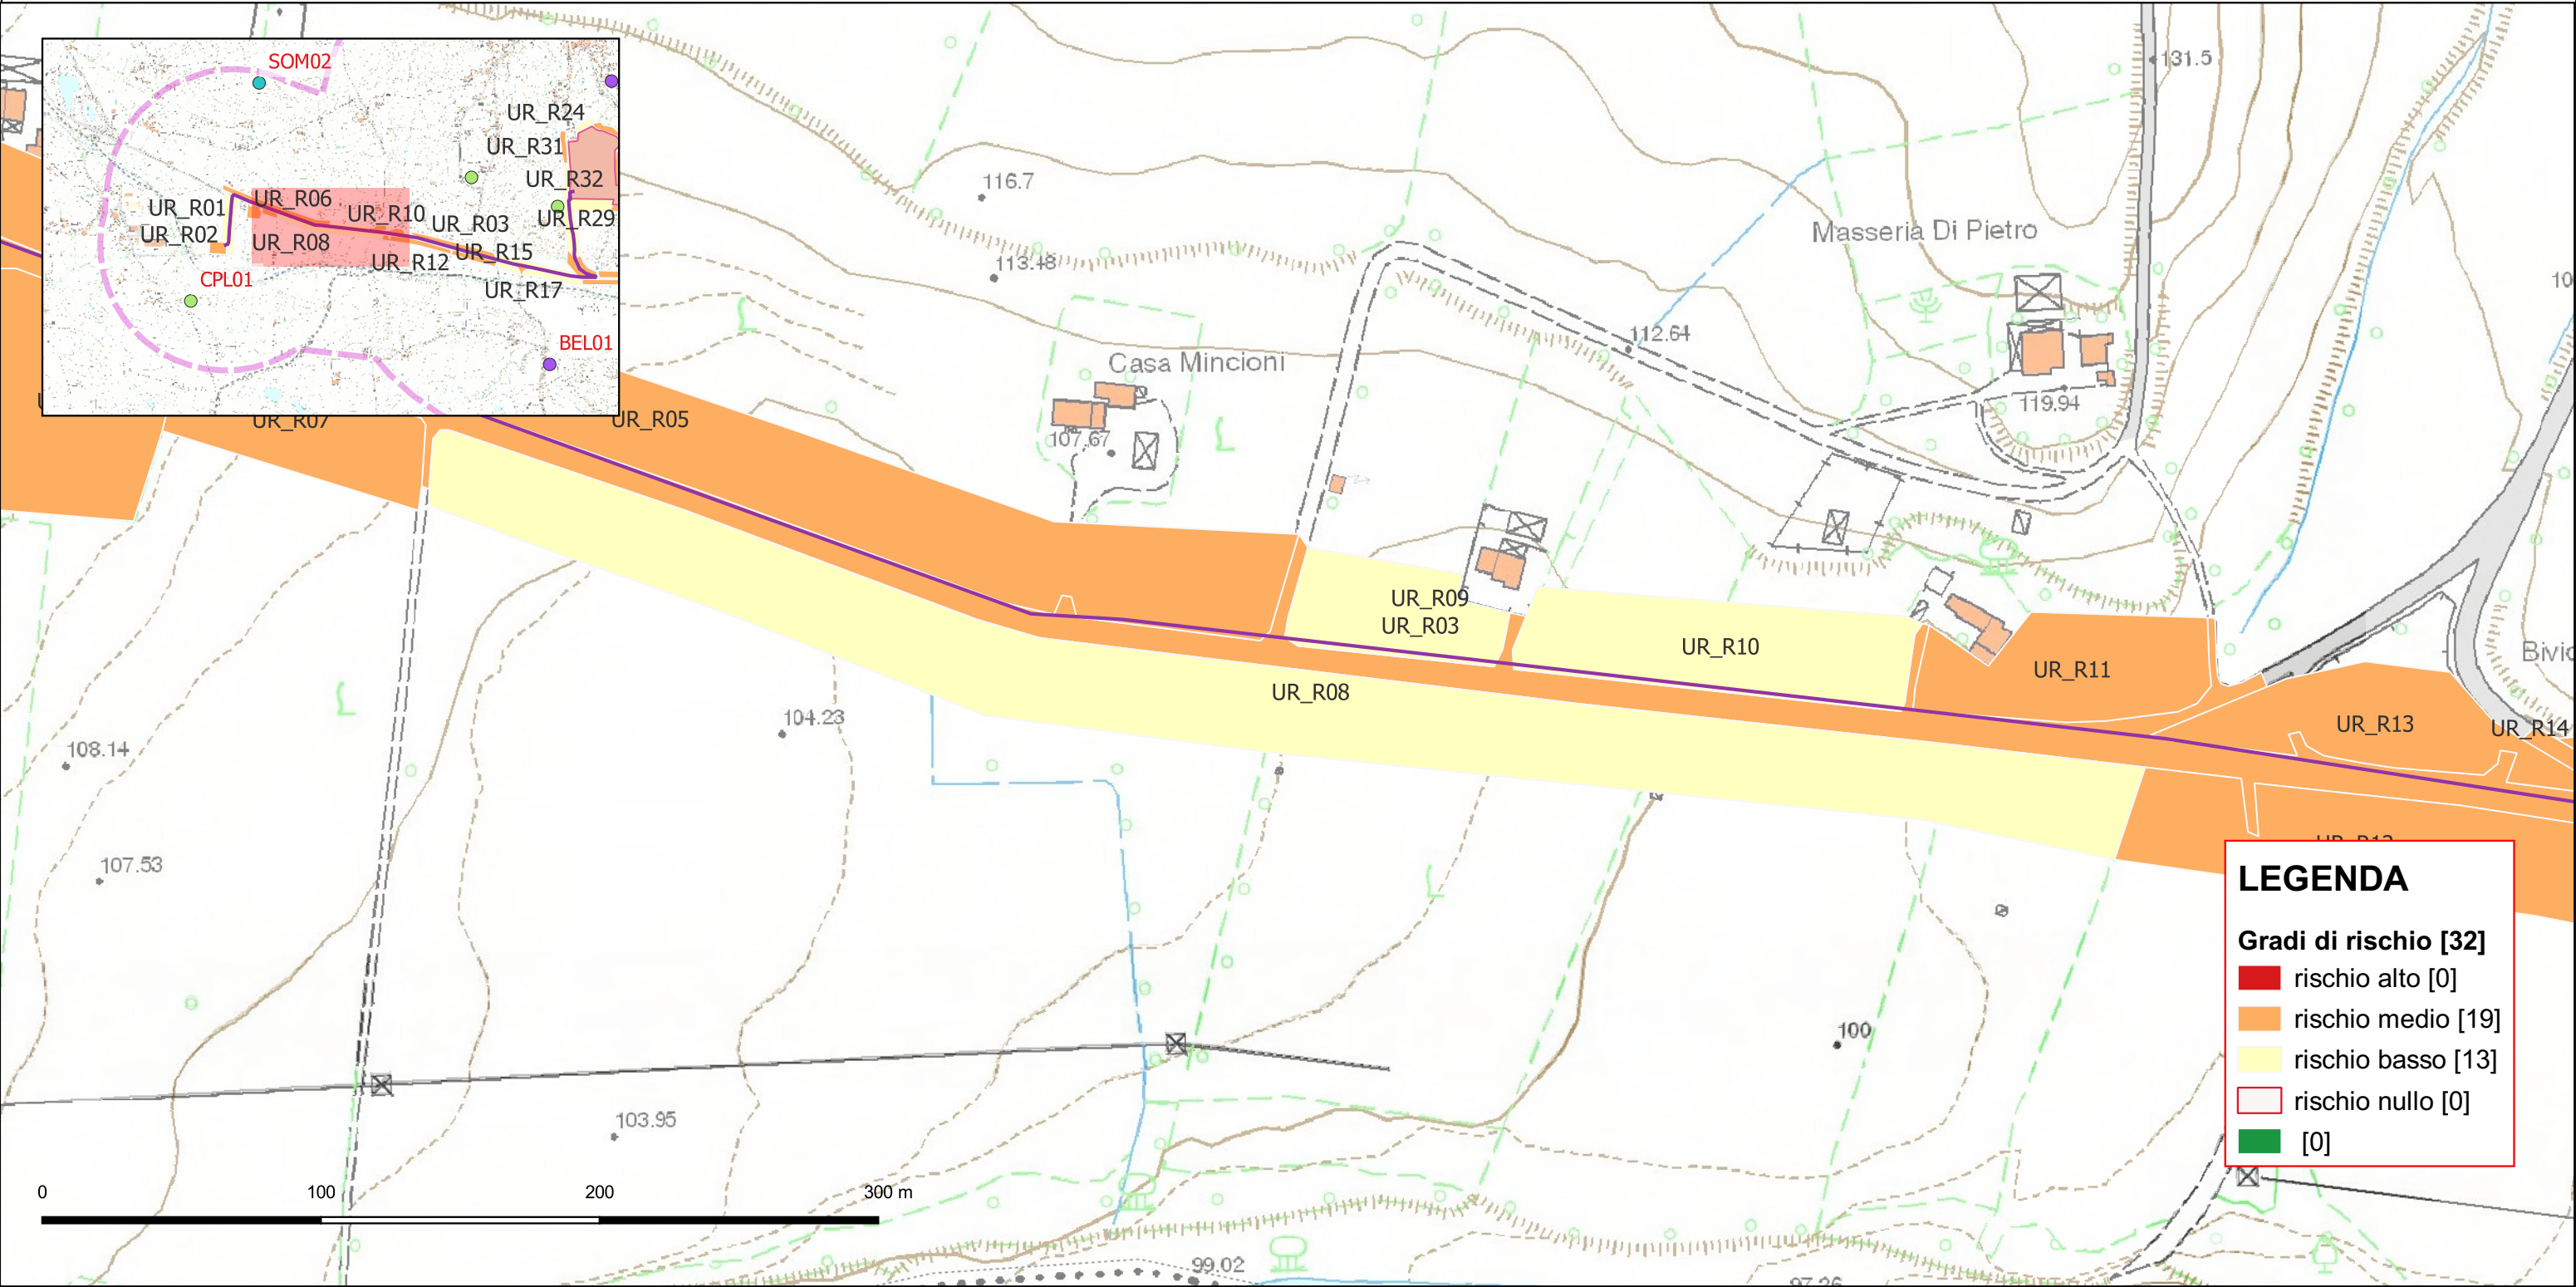 SOM02
UR_R24
UR_R31
UR_R32
UR_R06
UR_R01
UR_R10
UR_R03
UR_R29
UR_R02
UR_R08
UR_R15
UR_R12
CPL01
UR_R17
BEL01
131.5
116.7
Masseria Di Pietro
113.48
112.64
Casa Mincioni
119.94
107.67
UR_R07
UR_R05
UR_R09
UR_R03
UR_R10
UR_R11
Bivio
UR_R08
104.23
UR_R13
UR_R14
108.14
107.53
100
103.95
99.02
97.26
LEGENDA
Gradi di rischio [32]
rischio alto [0]
rischio medio [19]
rischio basso [13]
rischio nullo [0]
[0]
0 100 200 300 m